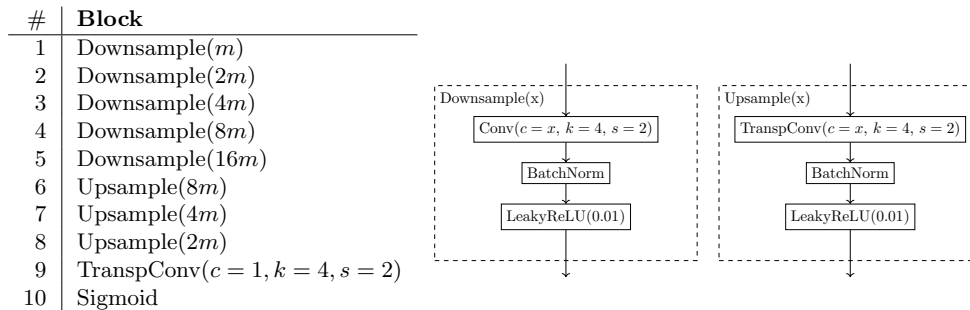 # Block
1 Downsample(m)
2 Downsample(2m)
3 Downsample(4m)
4 Downsample(8m)
5 Downsample(16m)
6 Upsample(8m)
7 Upsample(4m)
8 Upsample(2m)
9 TranspConv(c = 1, k = 4, s = 2)
10 Sigmoid
Downsample(x)
Conv(c = x, k = 4, s = 2)
BatchNorm
LeakyReLU(0.01)
Upsample(x)
TranspConv(c = x, k = 4, s = 2)
BatchNorm
LeakyReLU(0.01)